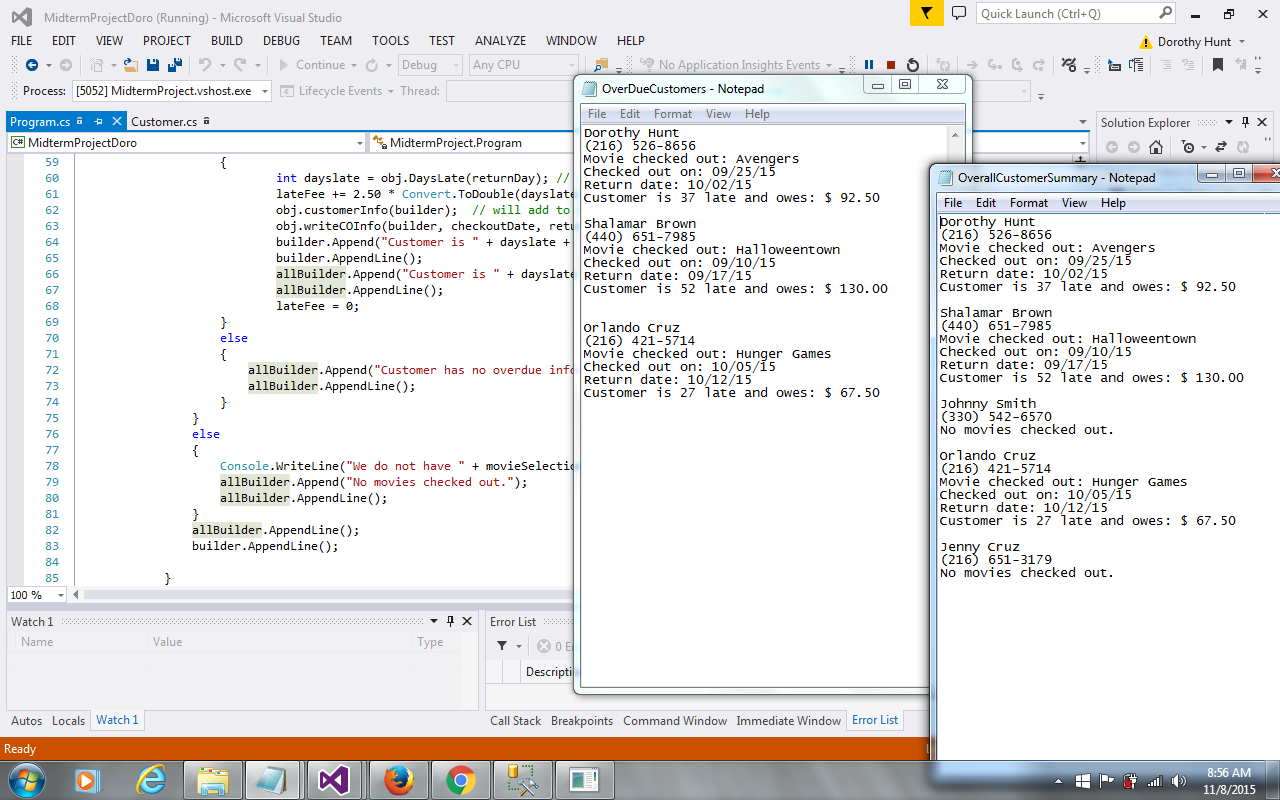 MidtermProjectDoro (Running) - Microsoft Visual Studio
Quick Launch (Ctrl+Q)
FILE EDIT VIEW PROJECT BUILD DEBUG TEAM TOOLS TEST ANALYZE WINDOW HELP
Dorothy Hunt
Continue Debug Any CPU No Application Insights Events
Process: [5052] MidtermProject.vshost.exe Lifecycle Events Thread:
Program.cs Customer.cs
MidtermProjectDoro MidtermProject.Program
59 {
60 int dayslate = obj.DaysLate(returnDay); //
61 lateFee += 2.50 * Convert.ToDouble(dayslate
62 obj.customerInfo(builder); // will add to
63 obj.writeCOInfo(builder, checkoutDate, retu
64 builder.Append("Customer is " + dayslate +
65 builder.AppendLine();
66 allBuilder.Append("Customer is " + dayslate
67 allBuilder.AppendLine();
68 lateFee = 0;
69 }
70 else
71 {
72 allBuilder.Append("Customer has no overdue info
73 allBuilder.AppendLine();
74 }
75 }
76 else
77 {
78 Console.WriteLine("We do not have " + movieSelectio
79 allBuilder.Append("No movies checked out.");
80 allBuilder.AppendLine();
81 }
82 allBuilder.AppendLine();
83 builder.AppendLine();
84
85 }
100 %
Watch 1
Name Value Type
Autos Locals Watch 1
Error List
0 E
Descripti
Call Stack Breakpoints Command Window Immediate Window Error List
Ready
Solution Explorer
OverDueCustomers - Notepad
File Edit Format View Help
Dorothy Hunt
(216) 526-8656
Movie checked out: Avengers
Checked out on: 09/25/15
Return date: 10/02/15
Customer is 37 late and owes: $ 92.50
Shalamar Brown
(440) 651-7985
Movie checked out: Halloweentown
Checked out on: 09/10/15
Return date: 09/17/15
Customer is 52 late and owes: $ 130.00
Orlando Cruz
(216) 421-5714
Movie checked out: Hunger Games
Checked out on: 10/05/15
Return date: 10/12/15
Customer is 27 late and owes: $ 67.50
OverallCustomerSummary - Notepad
File Edit Format View Help
Dorothy Hunt
(216) 526-8656
Movie checked out: Avengers
Checked out on: 09/25/15
Return date: 10/02/15
Customer is 37 late and owes: $ 92.50
Shalamar Brown
(440) 651-7985
Movie checked out: Halloweentown
Checked out on: 09/10/15
Return date: 09/17/15
Customer is 52 late and owes: $ 130.00
Johnny Smith
(330) 542-6570
No movies checked out.
Orlando Cruz
(216) 421-5714
Movie checked out: Hunger Games
Checked out on: 10/05/15
Return date: 10/12/15
Customer is 27 late and owes: $ 67.50
Jenny Cruz
(216) 651-3179
No movies checked out.
8:56 AM
11/8/2015